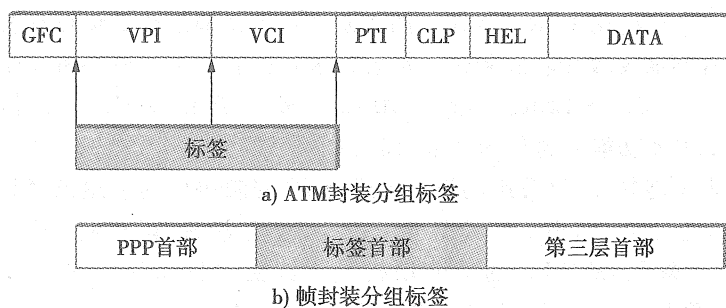 GFC VPI VCI PTI CLP HEL DATA
标签
a) ATM封装分组标签
PPP首部 标签首部 第三层首部
b) 帧封装分组标签